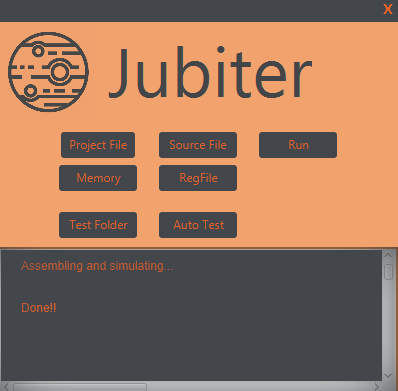 X
Jubiter
Project File Source File Run
Memory RegFile
Test Folder Auto Test
Assembling and simulating...
Done!!